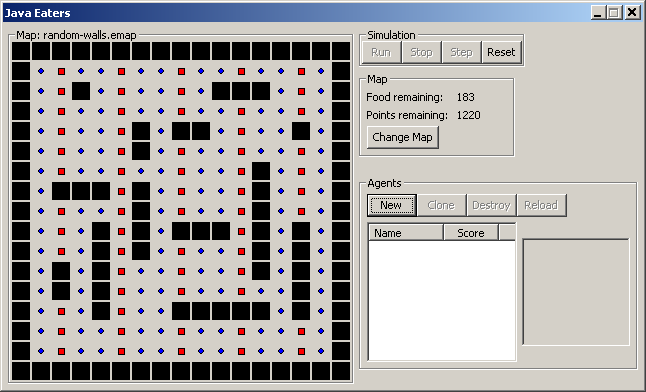 Java Eaters
Map: random-walls.emap
Simulation
Run Stop Step Reset
Map
Food remaining: 183
Points remaining: 1220
Change Map
Agents
New Clone Destroy Reload
Name Score